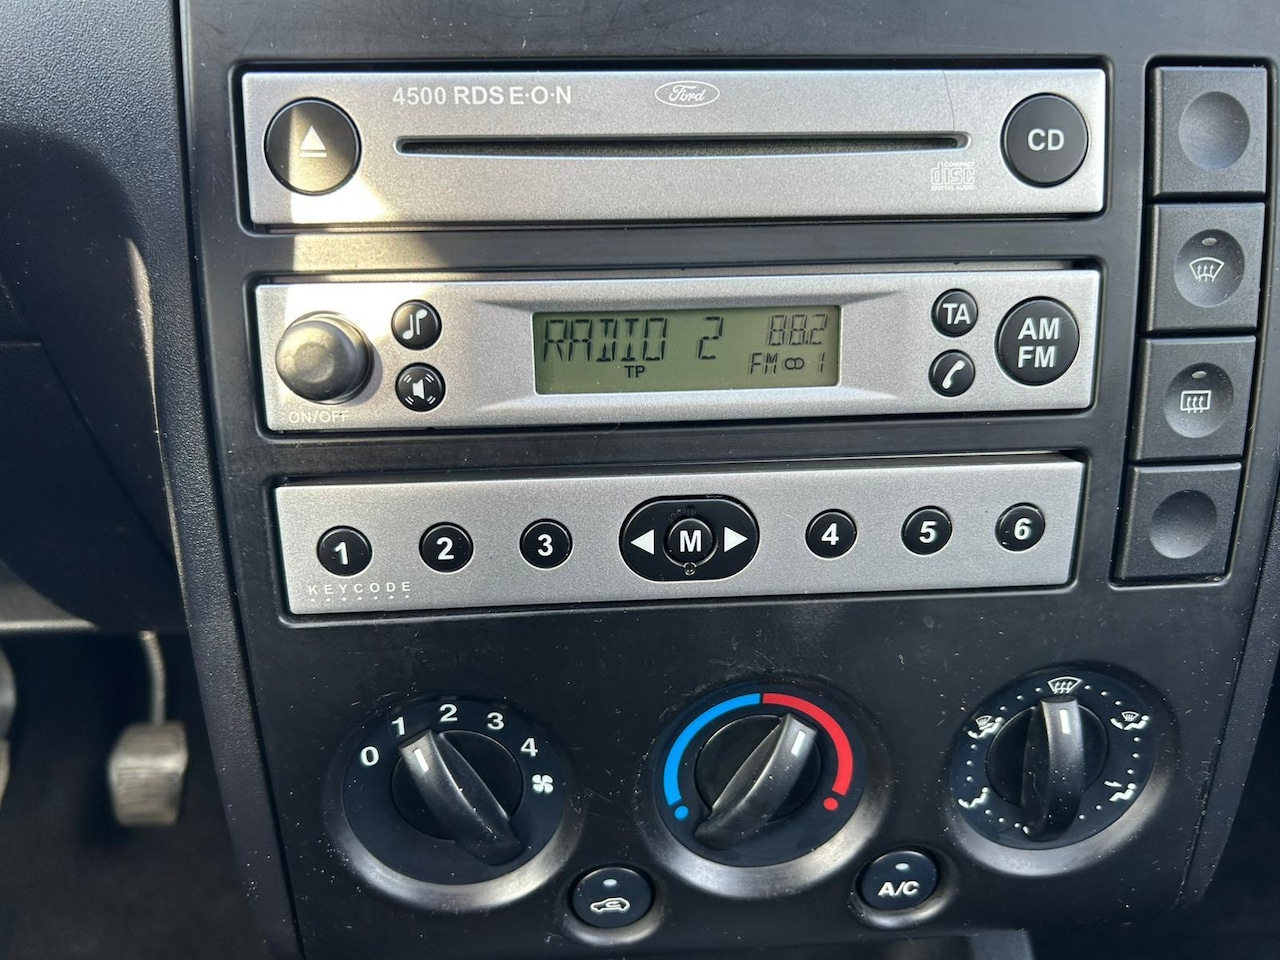 4500 RDS E·O·N
Ford
CD
COMPACT
disc
DIGITAL AUDIO
TA
AM
FM
RADIO 2 88.2
TP FM 1
ON/OFF
1 2 3 M 4 5 6
KEYCODE
0 1 2 3 4
A/C